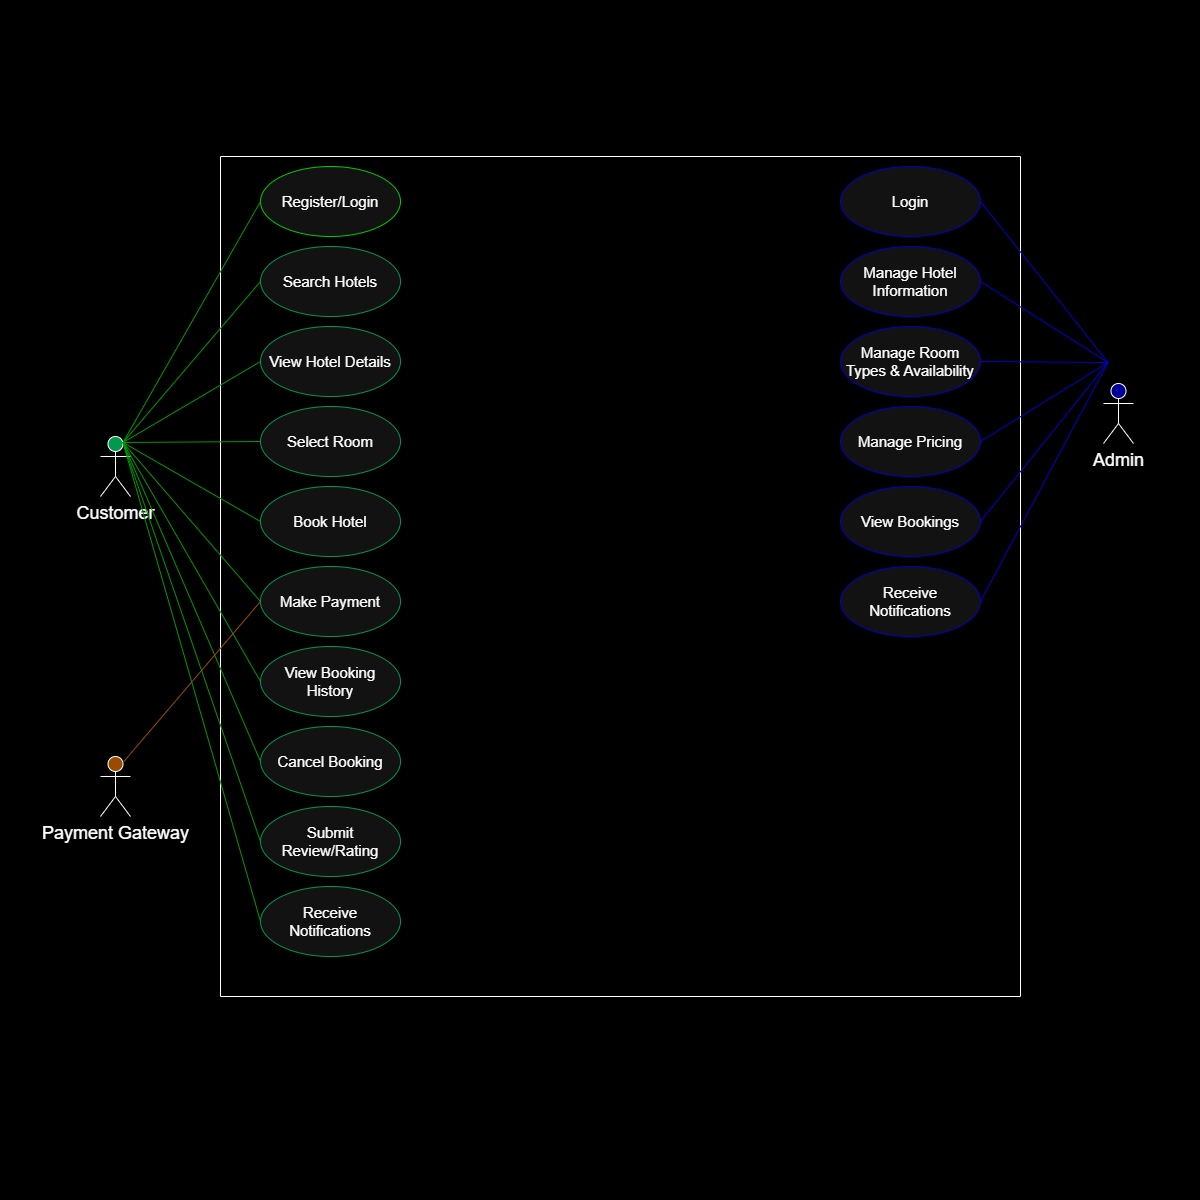 Register/Login
Search Hotels
View Hotel Details
Select Room
Book Hotel
Make Payment
View Booking
History
Cancel Booking
Submit
Review/Rating
Receive
Notifications
Customer
Payment Gateway
Login
Manage Hotel
Information
Manage Room
Types & Availability
Manage Pricing
View Bookings
Receive
Notifications
Admin